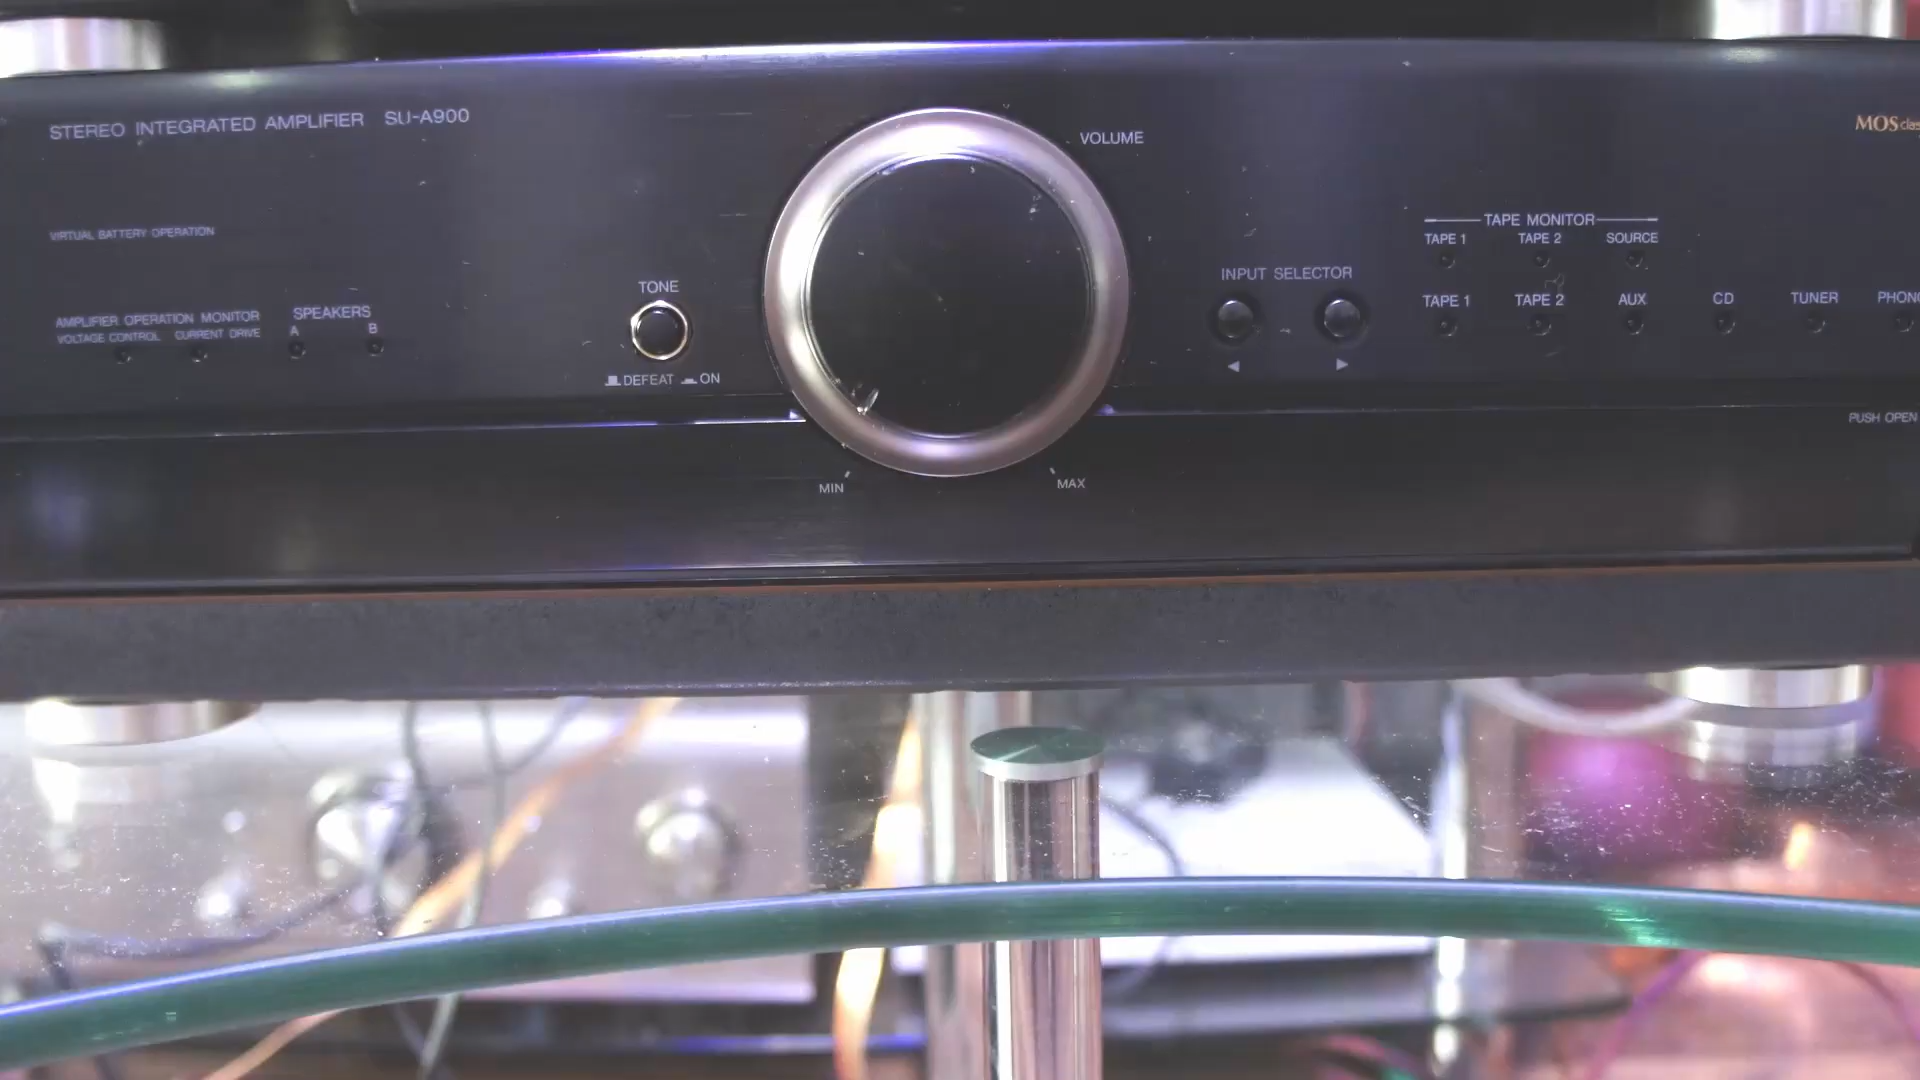 STEREO INTEGRATED AMPLIFIER SU-A900
VOLUME
MOS clas
VIRTUAL BATTERY OPERATION
TAPE MONITOR
TAPE 1 TAPE 2 SOURCE
INPUT SELECTOR
TONE
TAPE 1 TAPE 2 AUX CD TUNER PHONO
AMPLIFIER OPERATION MONITOR
VOLTAGE CONTROL CURRENT DRIVE
SPEAKERS
A B
DEFEAT ON
PUSH OPEN
MIN MAX